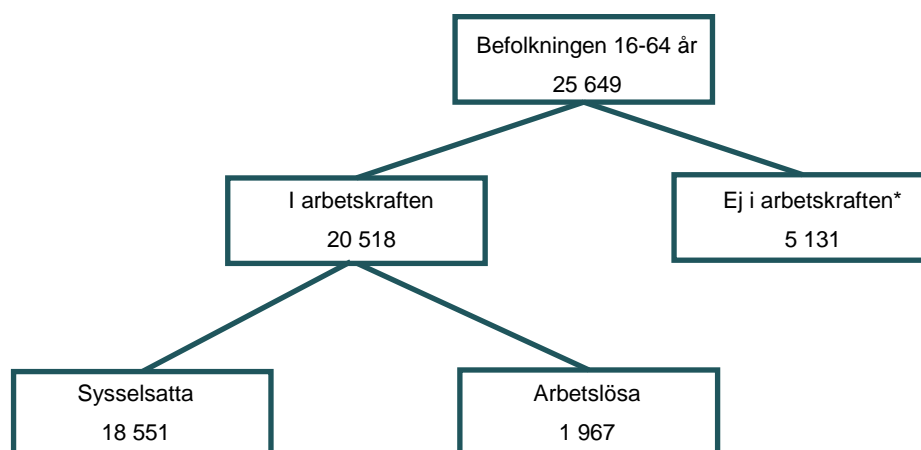 Befolkningen 16-64 år
25 649
I arbetskraften
20 518
Ej i arbetskraften*
5 131
Sysselsatta
18 551
Arbetslösa
1 967